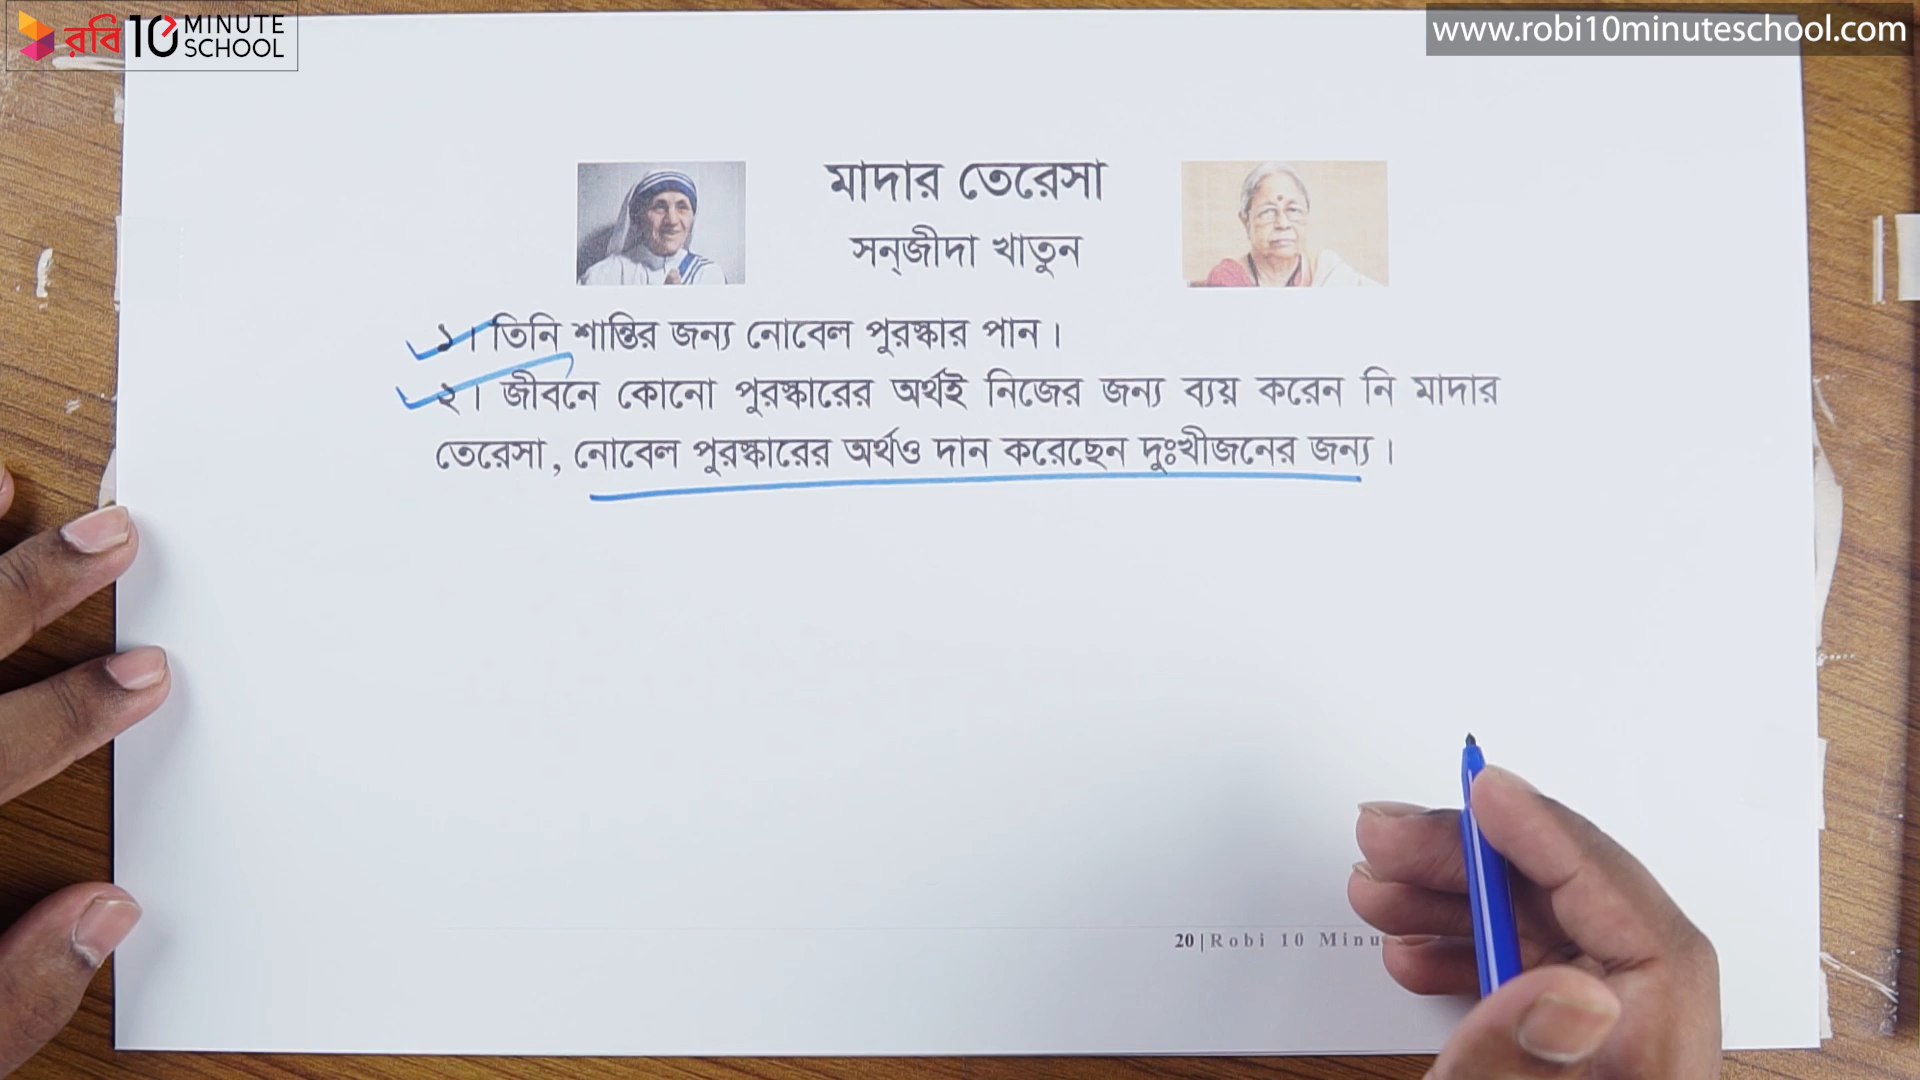 রবি 10 MINUTE SCHOOL
www.robi10minuteschool.com
মাদার তেরেসা
সন্‌জীদা খাতুন
১। তিনি শান্তির জন্য নোবেল পুরস্কার পান।
২। জীবনে কোনো পুরস্কারের অর্থই নিজের জন্য ব্যয় করেন নি মাদার
তেরেসা, নোবেল পুরস্কারের অর্থও দান করেছেন দুঃখীজনের জন্য।
20|Robi 10 Minu